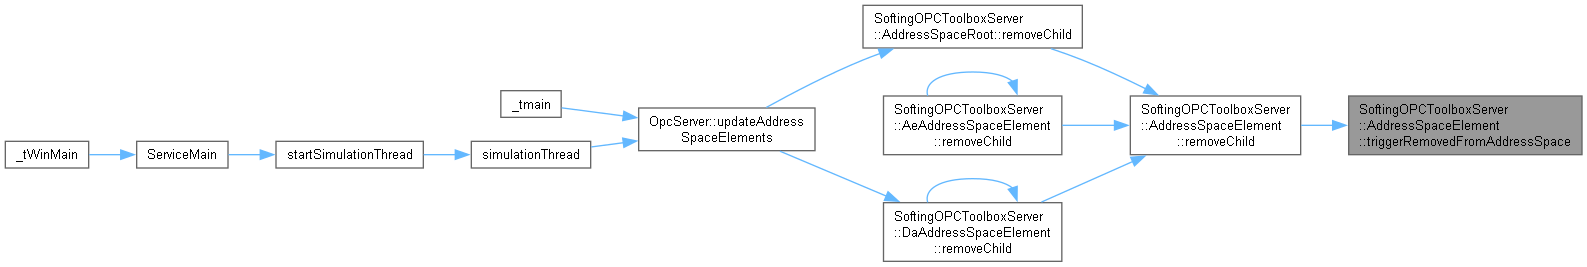 _tWinMain
ServiceMain
startSimulationThread
_tmain
simulationThread
OpcServer::updateAddress
SpaceElements
SoftingOPCToolboxServer
::AddressSpaceRoot::removeChild
SoftingOPCToolboxServer
::AeAddressSpaceElement
::removeChild
SoftingOPCToolboxServer
::DaAddressSpaceElement
::removeChild
SoftingOPCToolboxServer
::AddressSpaceElement
::removeChild
SoftingOPCToolboxServer
::AddressSpaceElement
::triggerRemovedFromAddressSpace